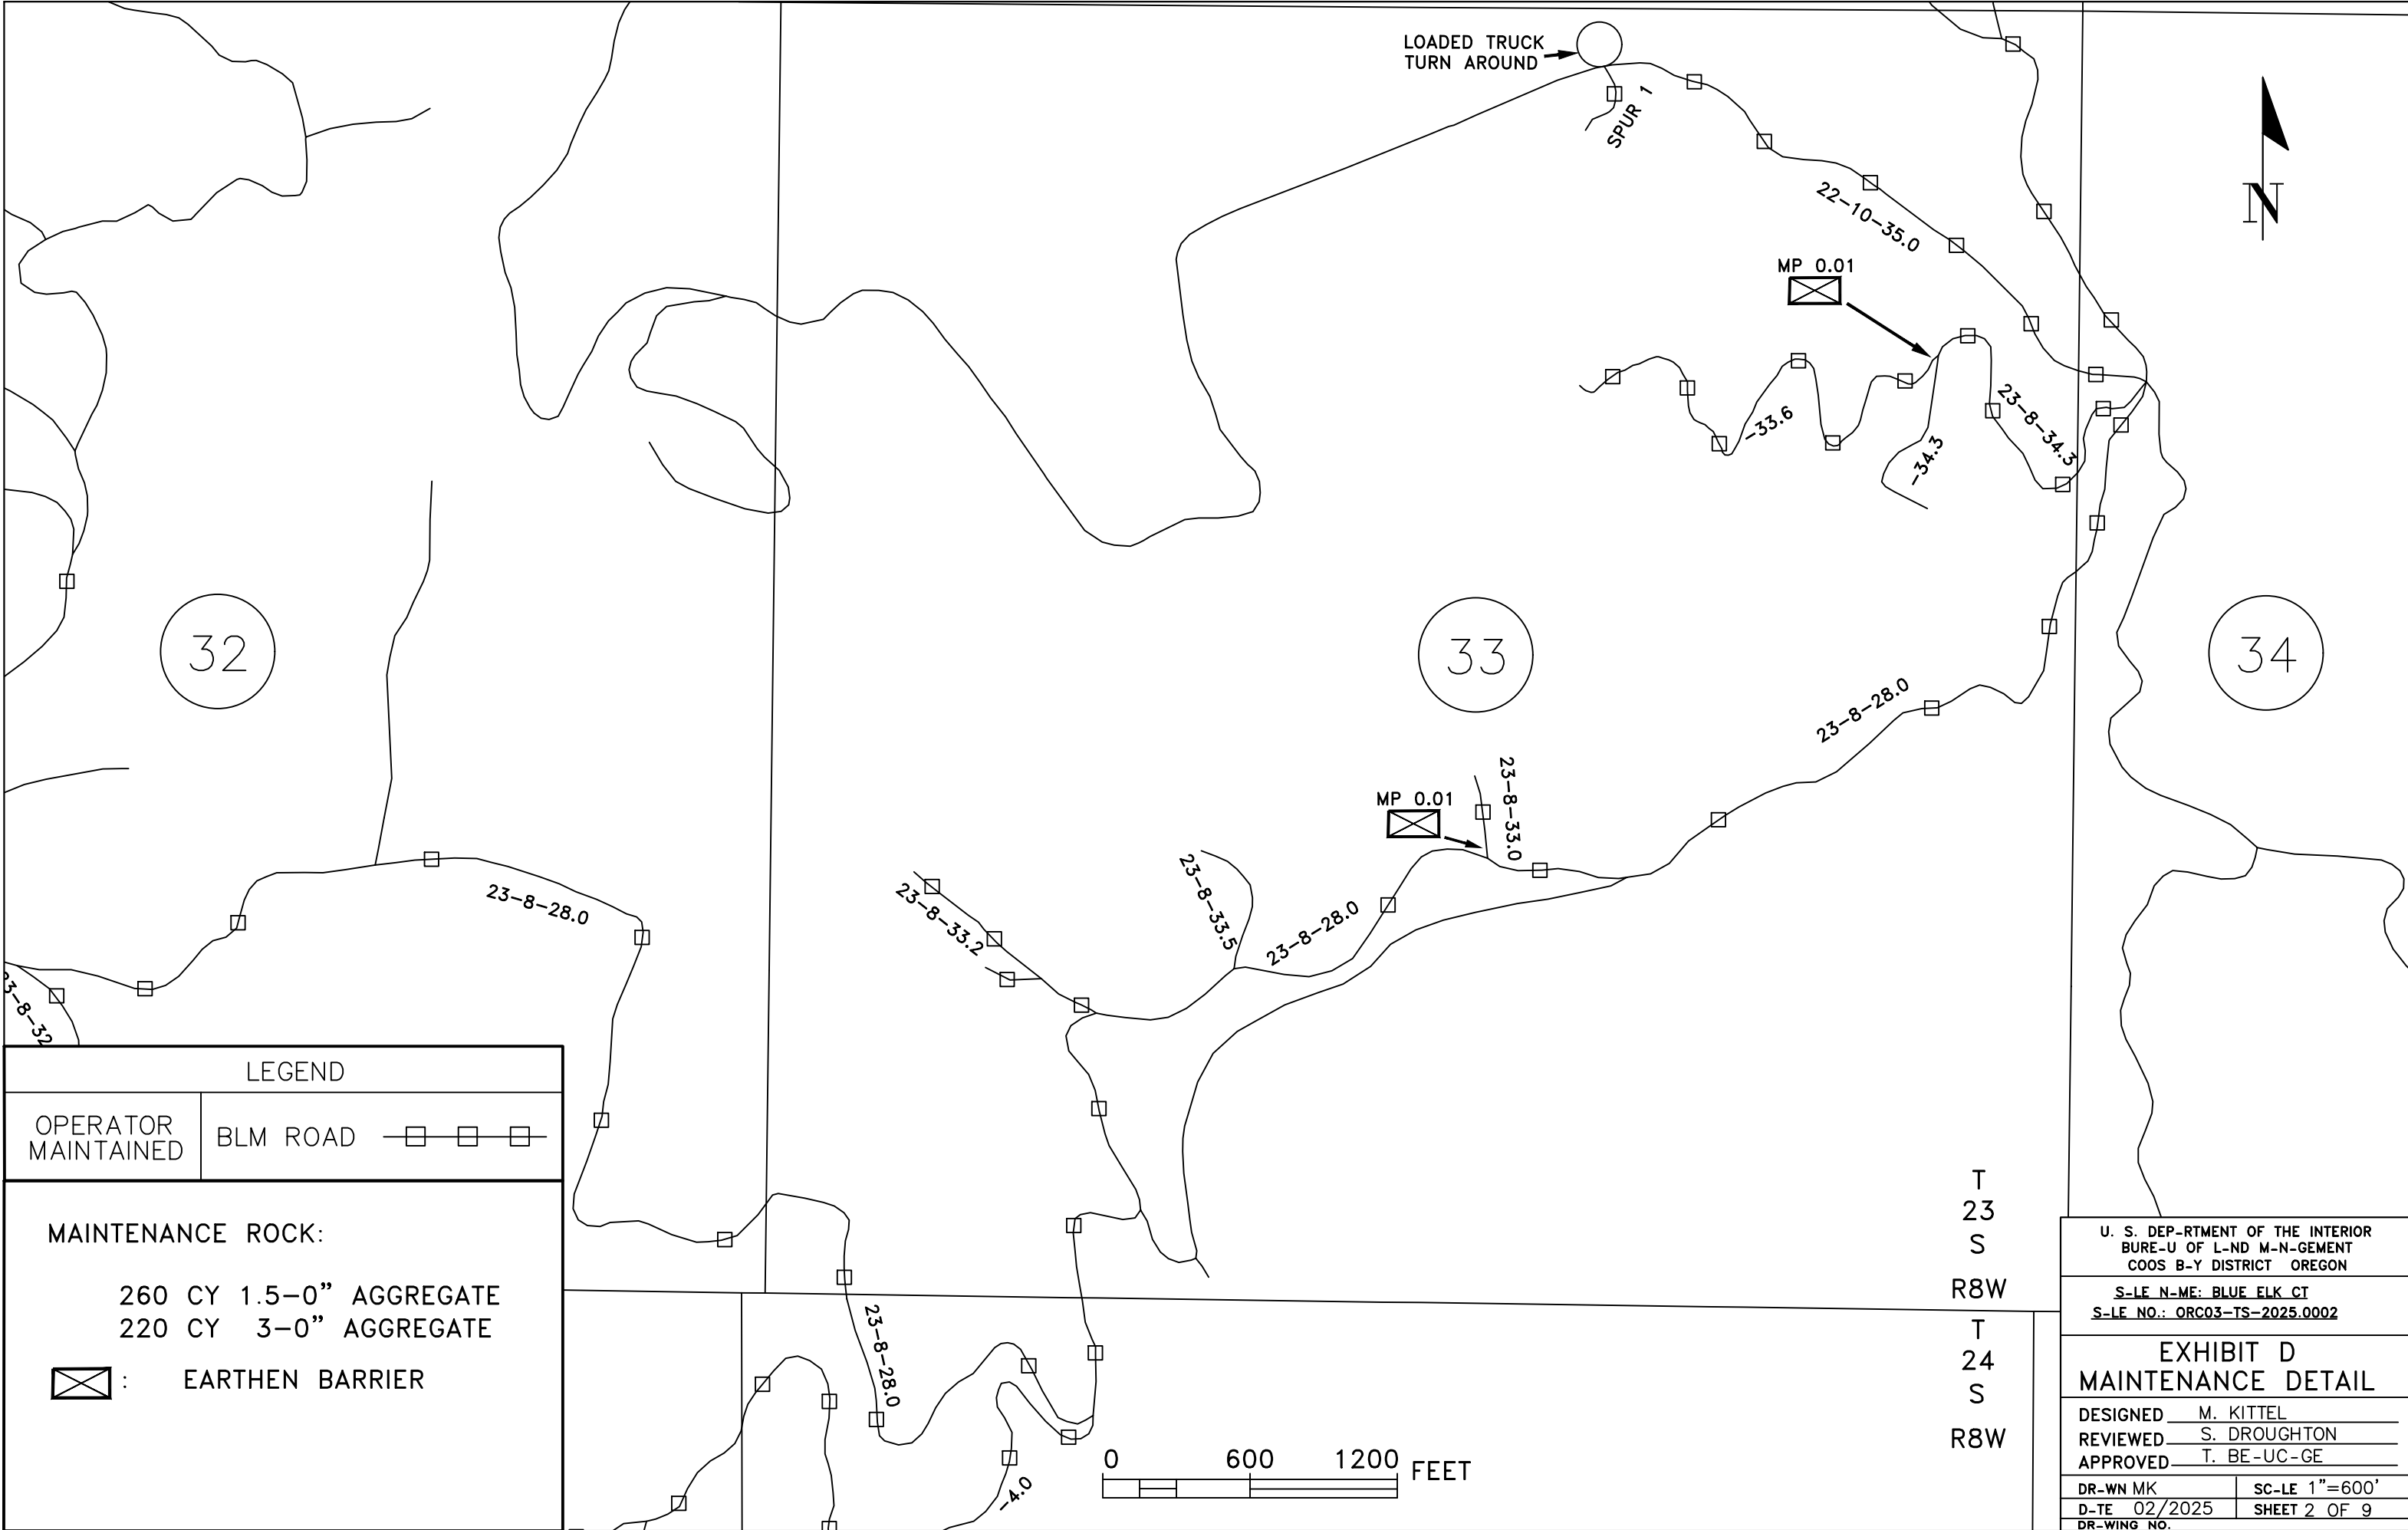 LOADED TRUCK
TURN AROUND
SPUR 1
22-10-35.0
N
MP 0.01
-33.6
-34.3
23-8-34.3
32
33
34
23-8-28.0
MP 0.01
23-8-33.0
23-8-33.5
23-8-28.0
23-8-33.2
23-8-28.0
23-8-32
23-8-28.0
-4.0
LEGEND
OPERATOR
MAINTAINED
BLM ROAD
MAINTENANCE ROCK:
260 CY 1.5-0" AGGREGATE
220 CY 3-0" AGGREGATE
: EARTHEN BARRIER
0 600 1200 FEET
T
23
S
R8W
T
24
S
R8W
U. S. DEP-RTMENT OF THE INTERIOR
BURE-U OF L-ND M-N-GEMENT
COOS B-Y DISTRICT OREGON
S-LE N-ME: BLUE ELK CT
S-LE NO.: ORC03-TS-2025.0002
EXHIBIT D
MAINTENANCE DETAIL
DESIGNED M. KITTEL
REVIEWED S. DROUGHTON
APPROVED T. BE-UC-GE
DR-WN MK SC-LE 1"=600'
D-TE 02/2025 SHEET 2 OF 9
DR-WING NO.